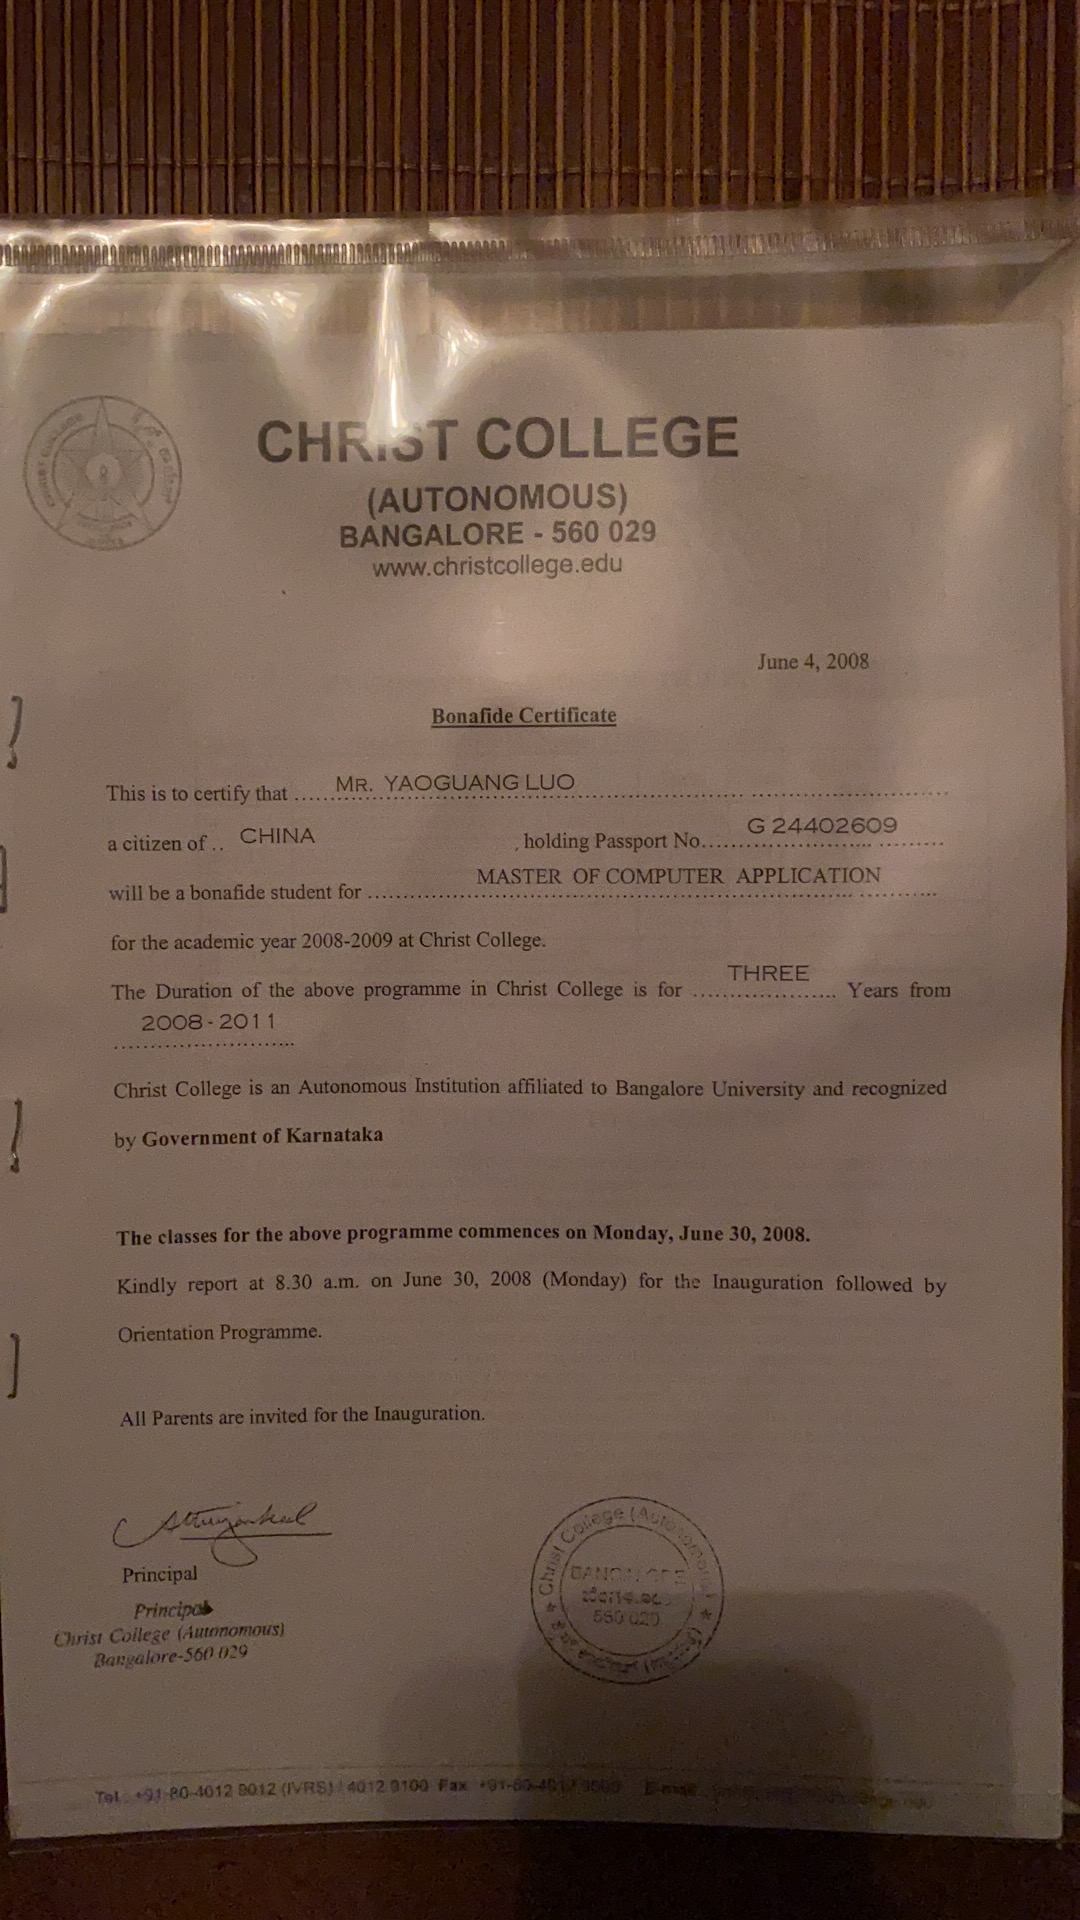 CHRIST COLLEGE
(AUTONOMOUS)
BANGALORE - 560 029
www.christcollege.edu
June 4, 2008
Bonafide Certificate
This is to certify that ...... MR. YAOGUANG LUO
a citizen of .. CHINA , holding Passport No. G 24402609
will be a bonafide student for MASTER OF COMPUTER APPLICATION
for the academic year 2008-2009 at Christ College.
The Duration of the above programme in Christ College is for THREE Years from
2008 - 2011
Christ College is an Autonomous Institution affiliated to Bangalore University and recognized
by Government of Karnataka
The classes for the above programme commences on Monday, June 30, 2008.
Kindly report at 8.30 a.m. on June 30, 2008 (Monday) for the Inauguration followed by
Orientation Programme.
All Parents are invited for the Inauguration.
Principal
Principal
Christ College (Autonomous)
Bangalore-560 029
Christ College (Autonomous)
BANGALORE
560 029
Tel : +91-80-4012 9012 (IVRS) / 4012 9100 Fax